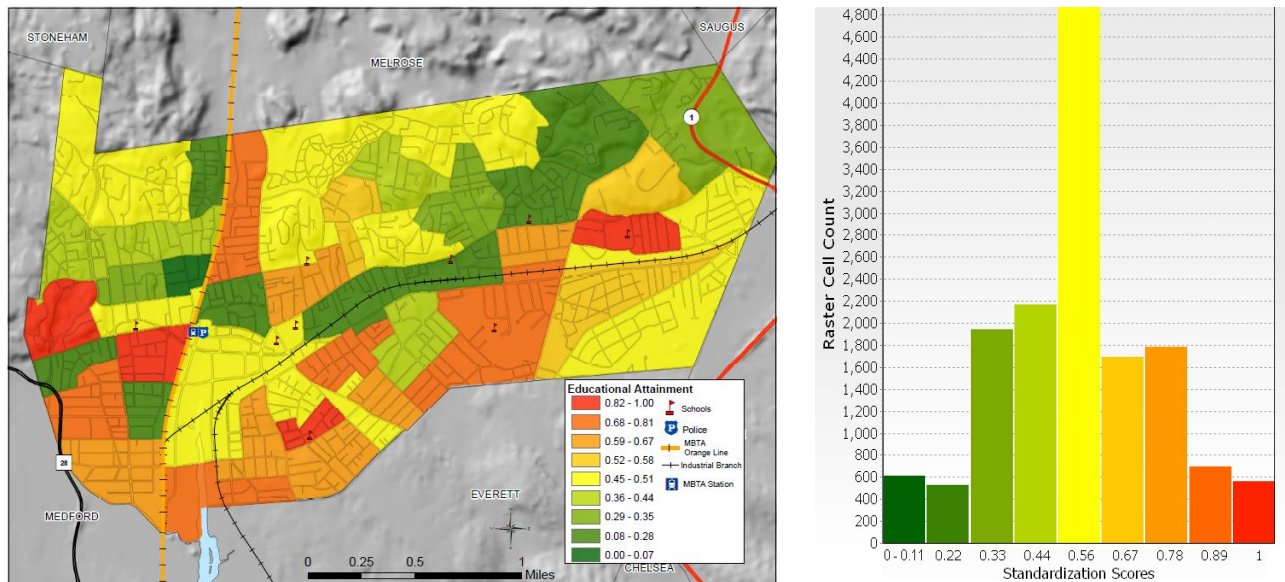 STONEHAM
SAUGUS
MELROSE
1
P
28
MEDFORD
EVERETT
CHELSEA
Educational Attainment
0.82 - 1.00
0.68 - 0.81
0.59 - 0.67
0.52 - 0.58
0.45 - 0.51
0.36 - 0.44
0.29 - 0.35
0.08 - 0.28
0.00 - 0.07
Schools
P Police
MBTA
Orange Line
Industrial Branch
MBTA Station
0 0.25 0.5 1
Miles
Raster Cell Count
4,800
4,600
4,400
4,200
4,000
3,800
3,600
3,400
3,200
3,000
2,800
2,600
2,400
2,200
2,000
1,800
1,600
1,400
1,200
1,000
800
600
400
200
0
0 - 0.11 0.22 0.33 0.44 0.56 0.67 0.78 0.89 1
Standardization Scores